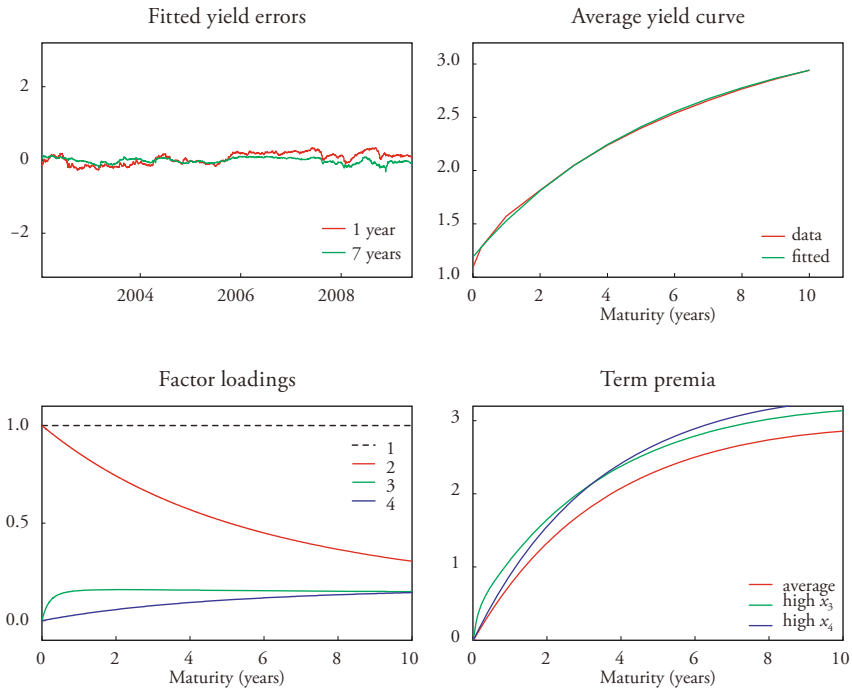 Fitted yield errors
2
0
−2
1 year
7 years
2004
2006
2008
Average yield curve
3.0
2.5
2.0
1.5
1.0
data
fitted
0
2
4
6
8
10
Maturity (years)
Factor loadings
1.0
0.5
0.0
1
2
3
4
0
2
4
6
8
10
Maturity (years)
Term premia
3
2
1
0
average
high x₃
high x₄
0
2
4
6
8
10
Maturity (years)